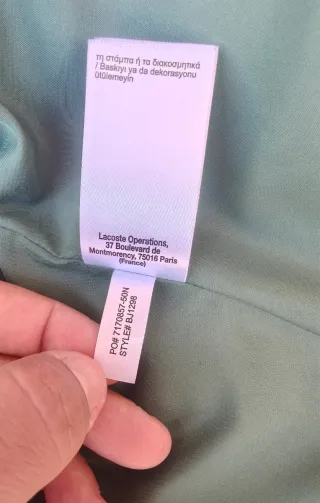 τη στάμπα ή τα διακοσμητικά
/ Baskıyı ya da dekorasyonu
ütülemeyin
Lacoste Operations,
37 Boulevard de
Montmorency, 75016 Paris
(France)
PO# 7170857-50N
STYLE# BJ1298